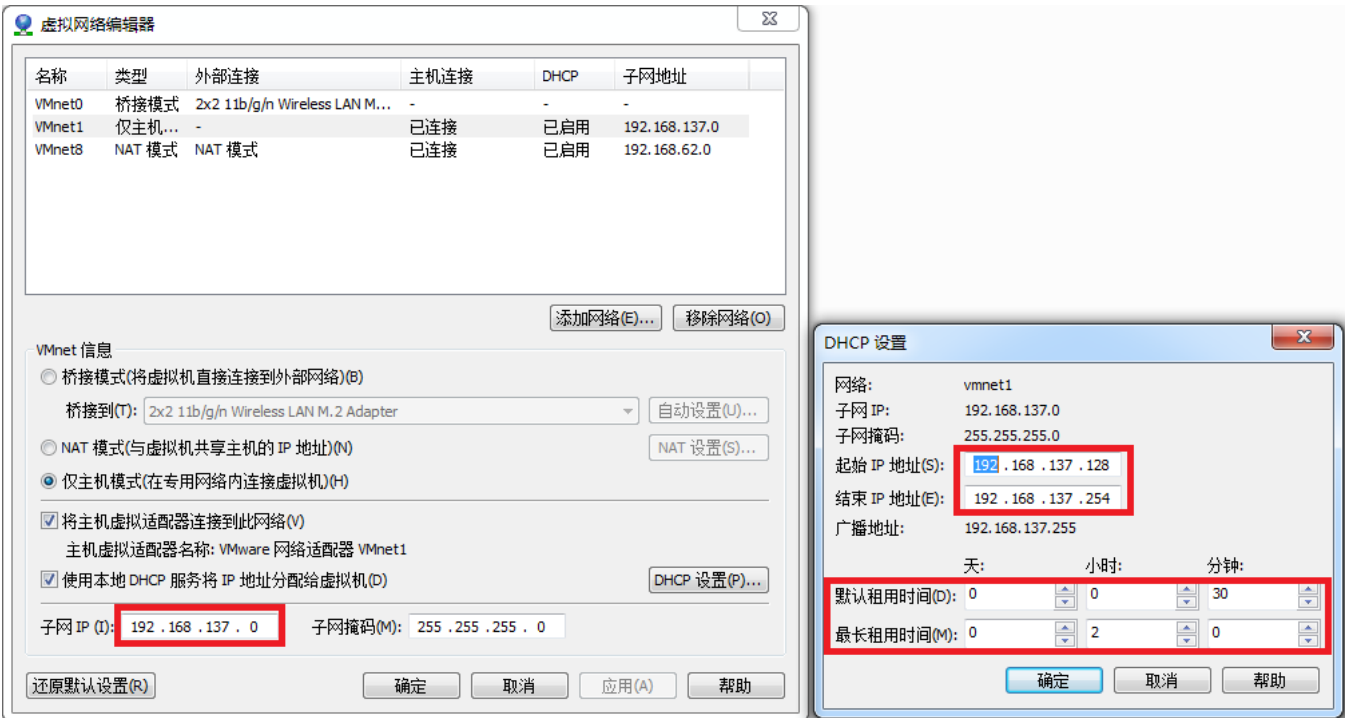 虚拟网络编辑器
名称 类型 外部连接 主机连接 DHCP 子网地址
VMnet0 桥接模式 2x2 11b/g/n Wireless LAN M... - - -
VMnet1 仅主机... - 已连接 已启用 192.168.137.0
VMnet8 NAT 模式 NAT 模式 已连接 已启用 192.168.62.0
添加网络(E)... 移除网络(O)
VMnet 信息
桥接模式(将虚拟机直接连接到外部网络)(B)
桥接到(T): 2x2 11b/g/n Wireless LAN M.2 Adapter 自动设置(U)...
NAT 模式(与虚拟机共享主机的 IP 地址)(N) NAT 设置(S)...
仅主机模式(在专用网络内连接虚拟机)(H)
将主机虚拟适配器连接到此网络(V)
主机虚拟适配器名称: VMware 网络适配器 VMnet1
使用本地 DHCP 服务将 IP 地址分配给虚拟机(D) DHCP 设置(P)...
子网 IP (I): 192 . 168 . 137 . 0 子网掩码(M): 255 . 255 . 255 . 0
还原默认设置(R) 确定 取消 应用(A) 帮助
DHCP 设置
网络: vmnet1
子网 IP: 192.168.137.0
子网掩码: 255.255.255.0
起始 IP 地址(S): 192 . 168 . 137 . 128
结束 IP 地址(E): 192 . 168 . 137 . 254
广播地址: 192.168.137.255
天: 小时: 分钟:
默认租用时间(D): 0 0 30
最长租用时间(M): 0 2 0
确定 取消 帮助